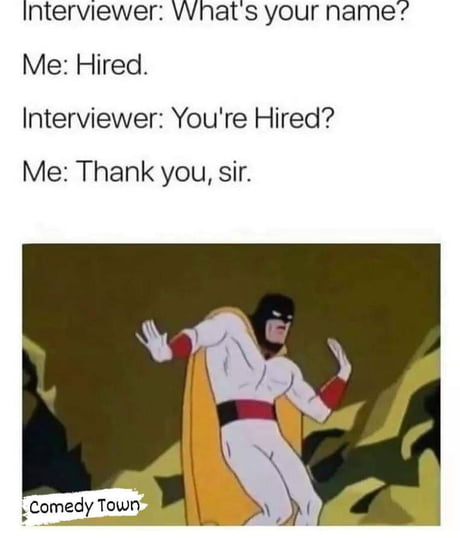 Interviewer: What's your name?
Me: Hired.
Interviewer: You're Hired?
Me: Thank you, sir.
Comedy Town